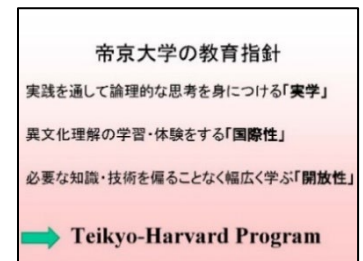 帝京大学の教育指針
実践を通して論理的な思考を身につける「実学」
異文化理解の学習・体験をする「国際性」
必要な知識・技術を偏ることなく幅広く学ぶ「開放性」
Teikyo-Harvard Program